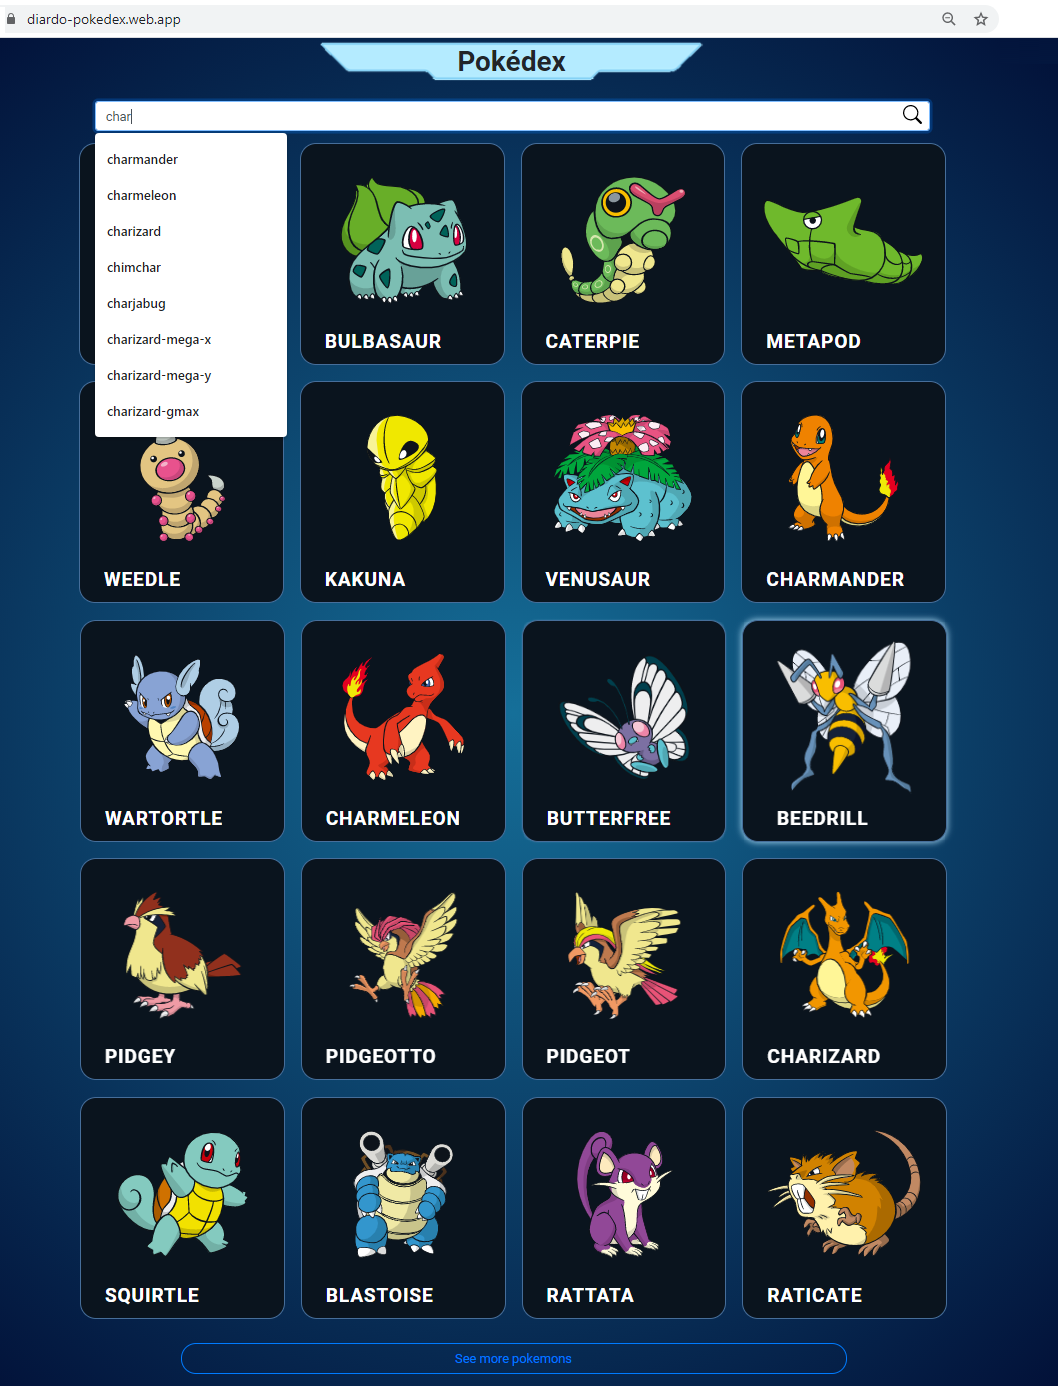 diardo-pokedex.web.app
Pokédex
char
charmander
charmeleon
charizard
chimchar
charjabug
charizard-mega-x
charizard-mega-y
charizard-gmax
BULBASAUR
CATERPIE
METAPOD
WEEDLE
KAKUNA
VENUSAUR
CHARMANDER
WARTORTLE
CHARMELEON
BUTTERFREE
BEEDRILL
PIDGEY
PIDGEOTTO
PIDGEOT
CHARIZARD
SQUIRTLE
BLASTOISE
RATTATA
RATICATE
See more pokemons